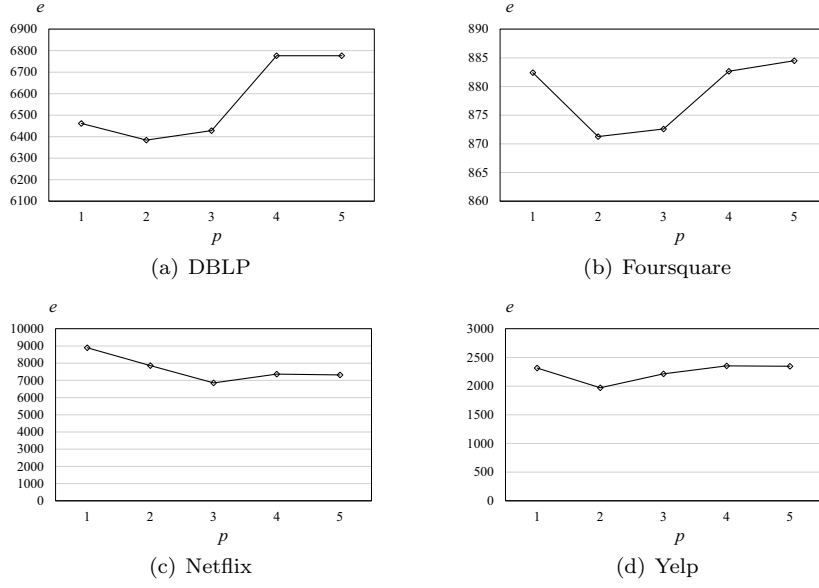 e
6900
6800
6700
6600
6500
6400
6300
6200
6100
1 2 3 4 5
p
(a) DBLP
e
890
885
880
875
870
865
860
1 2 3 4 5
p
(b) Foursquare
e
10000
9000
8000
7000
6000
5000
4000
3000
2000
1000
0
1 2 3 4 5
p
(c) Netflix
e
3000
2500
2000
1500
1000
500
0
1 2 3 4 5
p
(d) Yelp